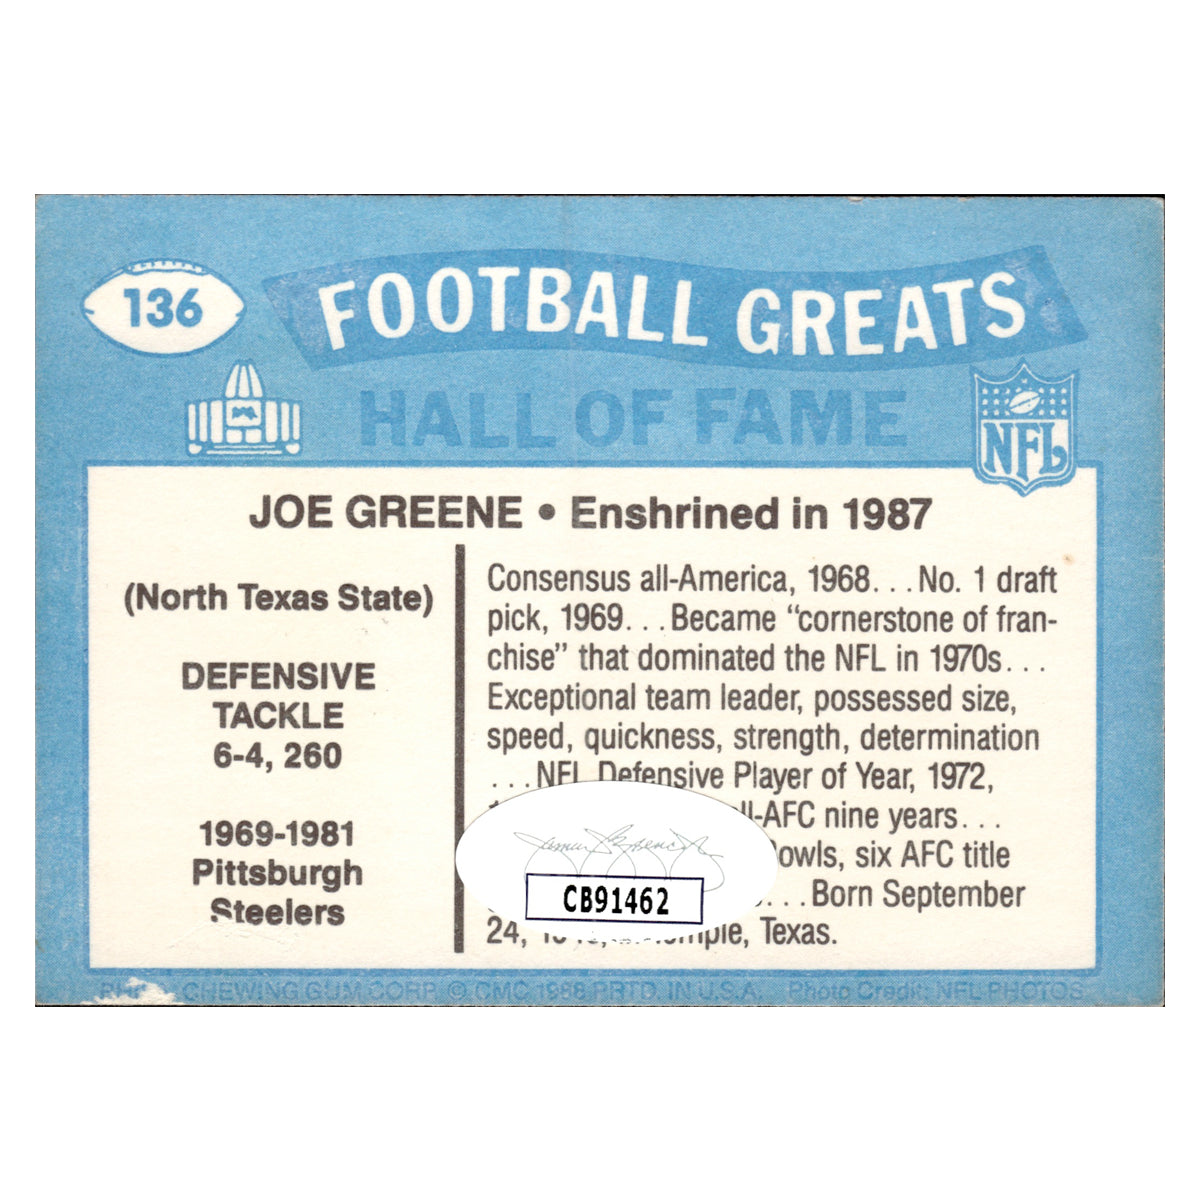 136
FOOTBALL GREATS
HALL OF FAME
NFL
JOE GREENE • Enshrined in 1987
(North Texas State)
DEFENSIVE
TACKLE
6-4, 260
1969-1981
Pittsburgh
Steelers
Consensus all-America, 1968...No. 1 draft
pick, 1969...Became "cornerstone of fran-
chise" that dominated the NFL in 1970s...
Exceptional team leader, possessed size,
speed, quickness, strength, determination
...NFL Defensive Player of Year, 1972,
ll-AFC nine years...
Bowls, six AFC title
...Born September
24, Texas.
CB91462
CHEWING GUM CORP. © CMC 1988 PRTD. IN U.S.A. Photo Credit: NFL PHOTOS